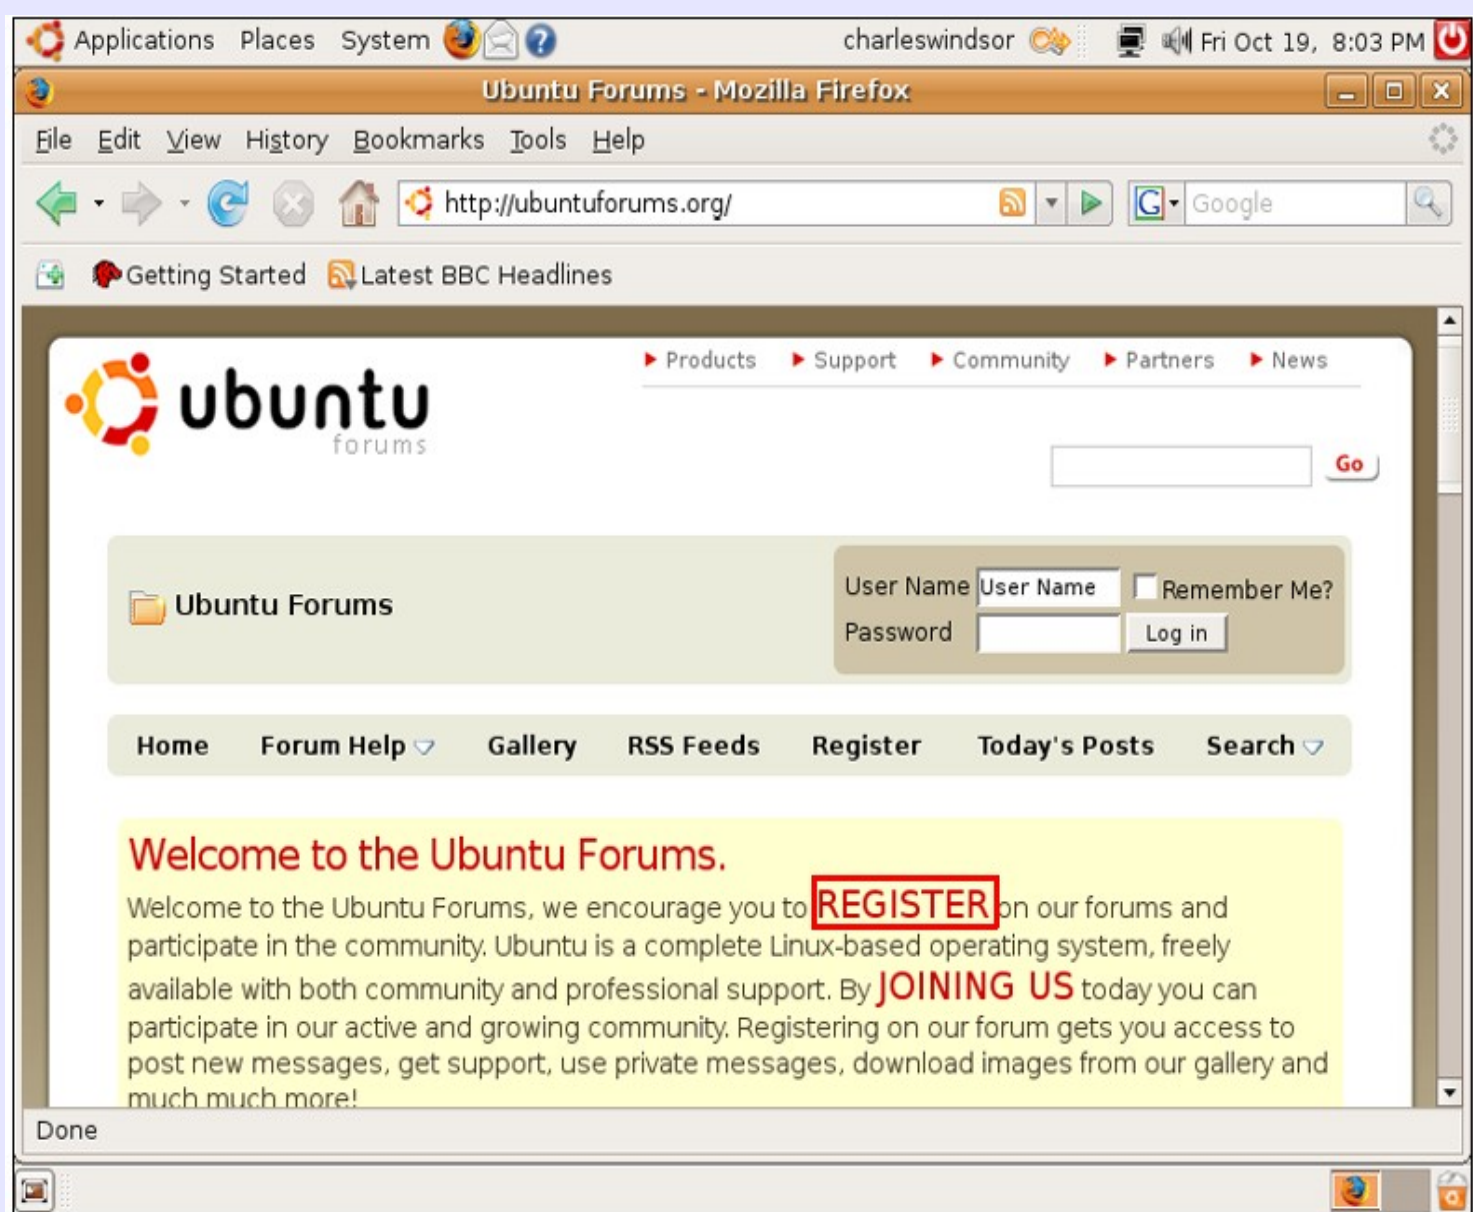 Applications Places System charleswindsor Fri Oct 19, 8:03 PM
Ubuntu Forums - Mozilla Firefox
File Edit View History Bookmarks Tools Help
http://ubuntuforums.org/ G Google
Getting Started Latest BBC Headlines
Products Support Community Partners News
ubuntu
forums
Go
User Name User Name Remember Me?
Ubuntu Forums
Password Log in
Home Forum Help Gallery RSS Feeds Register Today's Posts Search
Welcome to the Ubuntu Forums.
Welcome to the Ubuntu Forums, we encourage you to REGISTER on our forums and
participate in the community. Ubuntu is a complete Linux-based operating system, freely
available with both community and professional support. By JOINING US today you can
participate in our active and growing community. Registering on our forum gets you access to
post new messages, get support, use private messages, download images from our gallery and
much much more!
Done